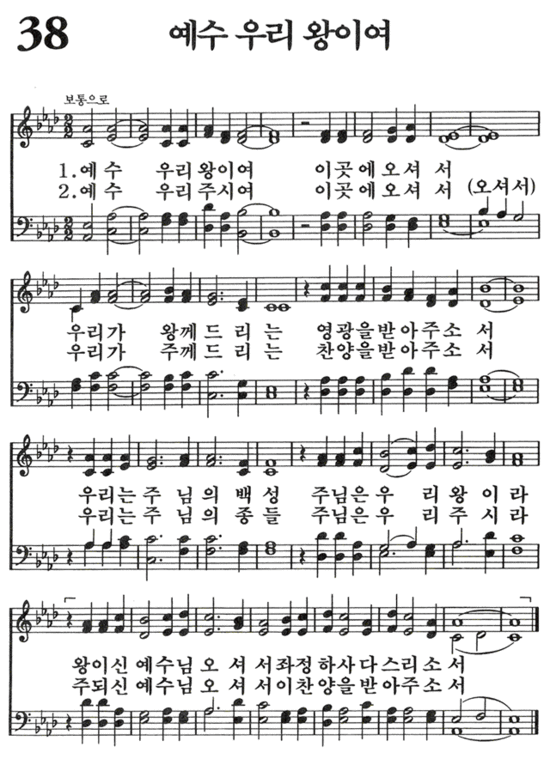 38 예수 우리 왕이여
보통으로
1. 예수 우리 왕이여 이곳에 오셔 서
2. 예수 우리 주시여 이곳에 오셔 서 (오셔서)
우리가 왕께 드리는 영광을 받아주소 서
우리가 주께 드리는 찬양을 받아주소 서
우리는 주 님의 백성 주님은 우 리 왕이라
우리는 주 님의 종들 주님은 우 리 주시라
왕이신 예수님 오 셔 서 좌정하사 다스리소서
주되신 예수님 오 셔 서 이 찬양을 받아주소서